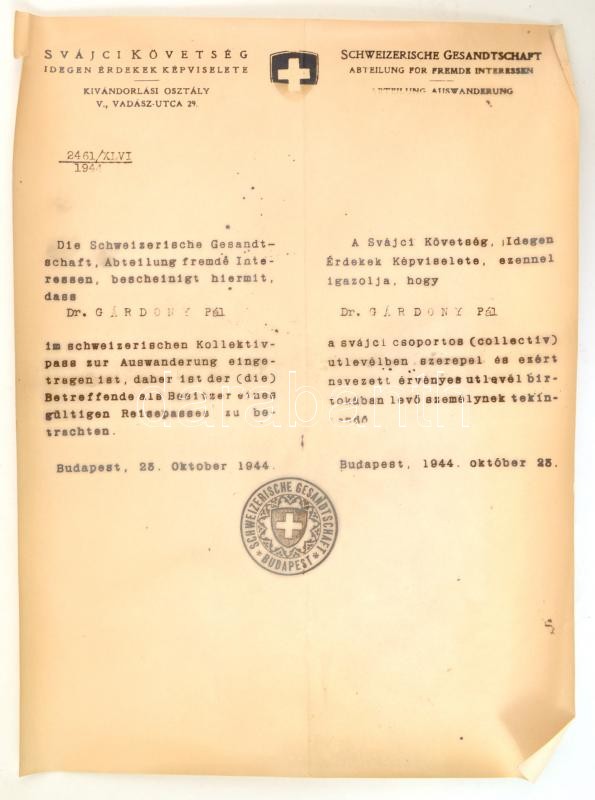 SVÁJCI KÖVETSÉG
IDEGEN ÉRDEKEK KÉPVISELETE
KIVÁNDORLÁSI OSZTÁLY
V., VADÁSZ-UTCA 29.
SCHWEIZERISCHE GESANDTSCHAFT
ABTEILUNG FÜR FREMDE INTERESSEN
ABTEILUNG AUSWANDERUNG
2461/XLVI
1944
Die Schweizerische Gesandt-
schaft, Abteilung fremde Inte-
ressen, bescheinigt hiermit,
dass
Dr. GÁRDONY Pál
im schweizerischen Kollektiv-
pass zur Auswanderung einge-
tragen ist, daher ist der (die)
Betreffende als Besitzer eines
gültigen Reisepasses zu be-
trachten.
Budapest, 23. Oktober 1944.
A Svájci Követség, Idegen
Érdekek Képviselete, ezennel
igazolja, hogy
Dr. GÁRDONY Pál
a svájci csoportos (collectiv)
utlevélben szerepel és ezért
nevezett érvényes utlevél bir-
tokában levő személynek tekin-
tendő
Budapest, 1944. október 23.
SCHWEIZERISCHE GESANDTSCHAFT
* BUDAPEST *
darabanth